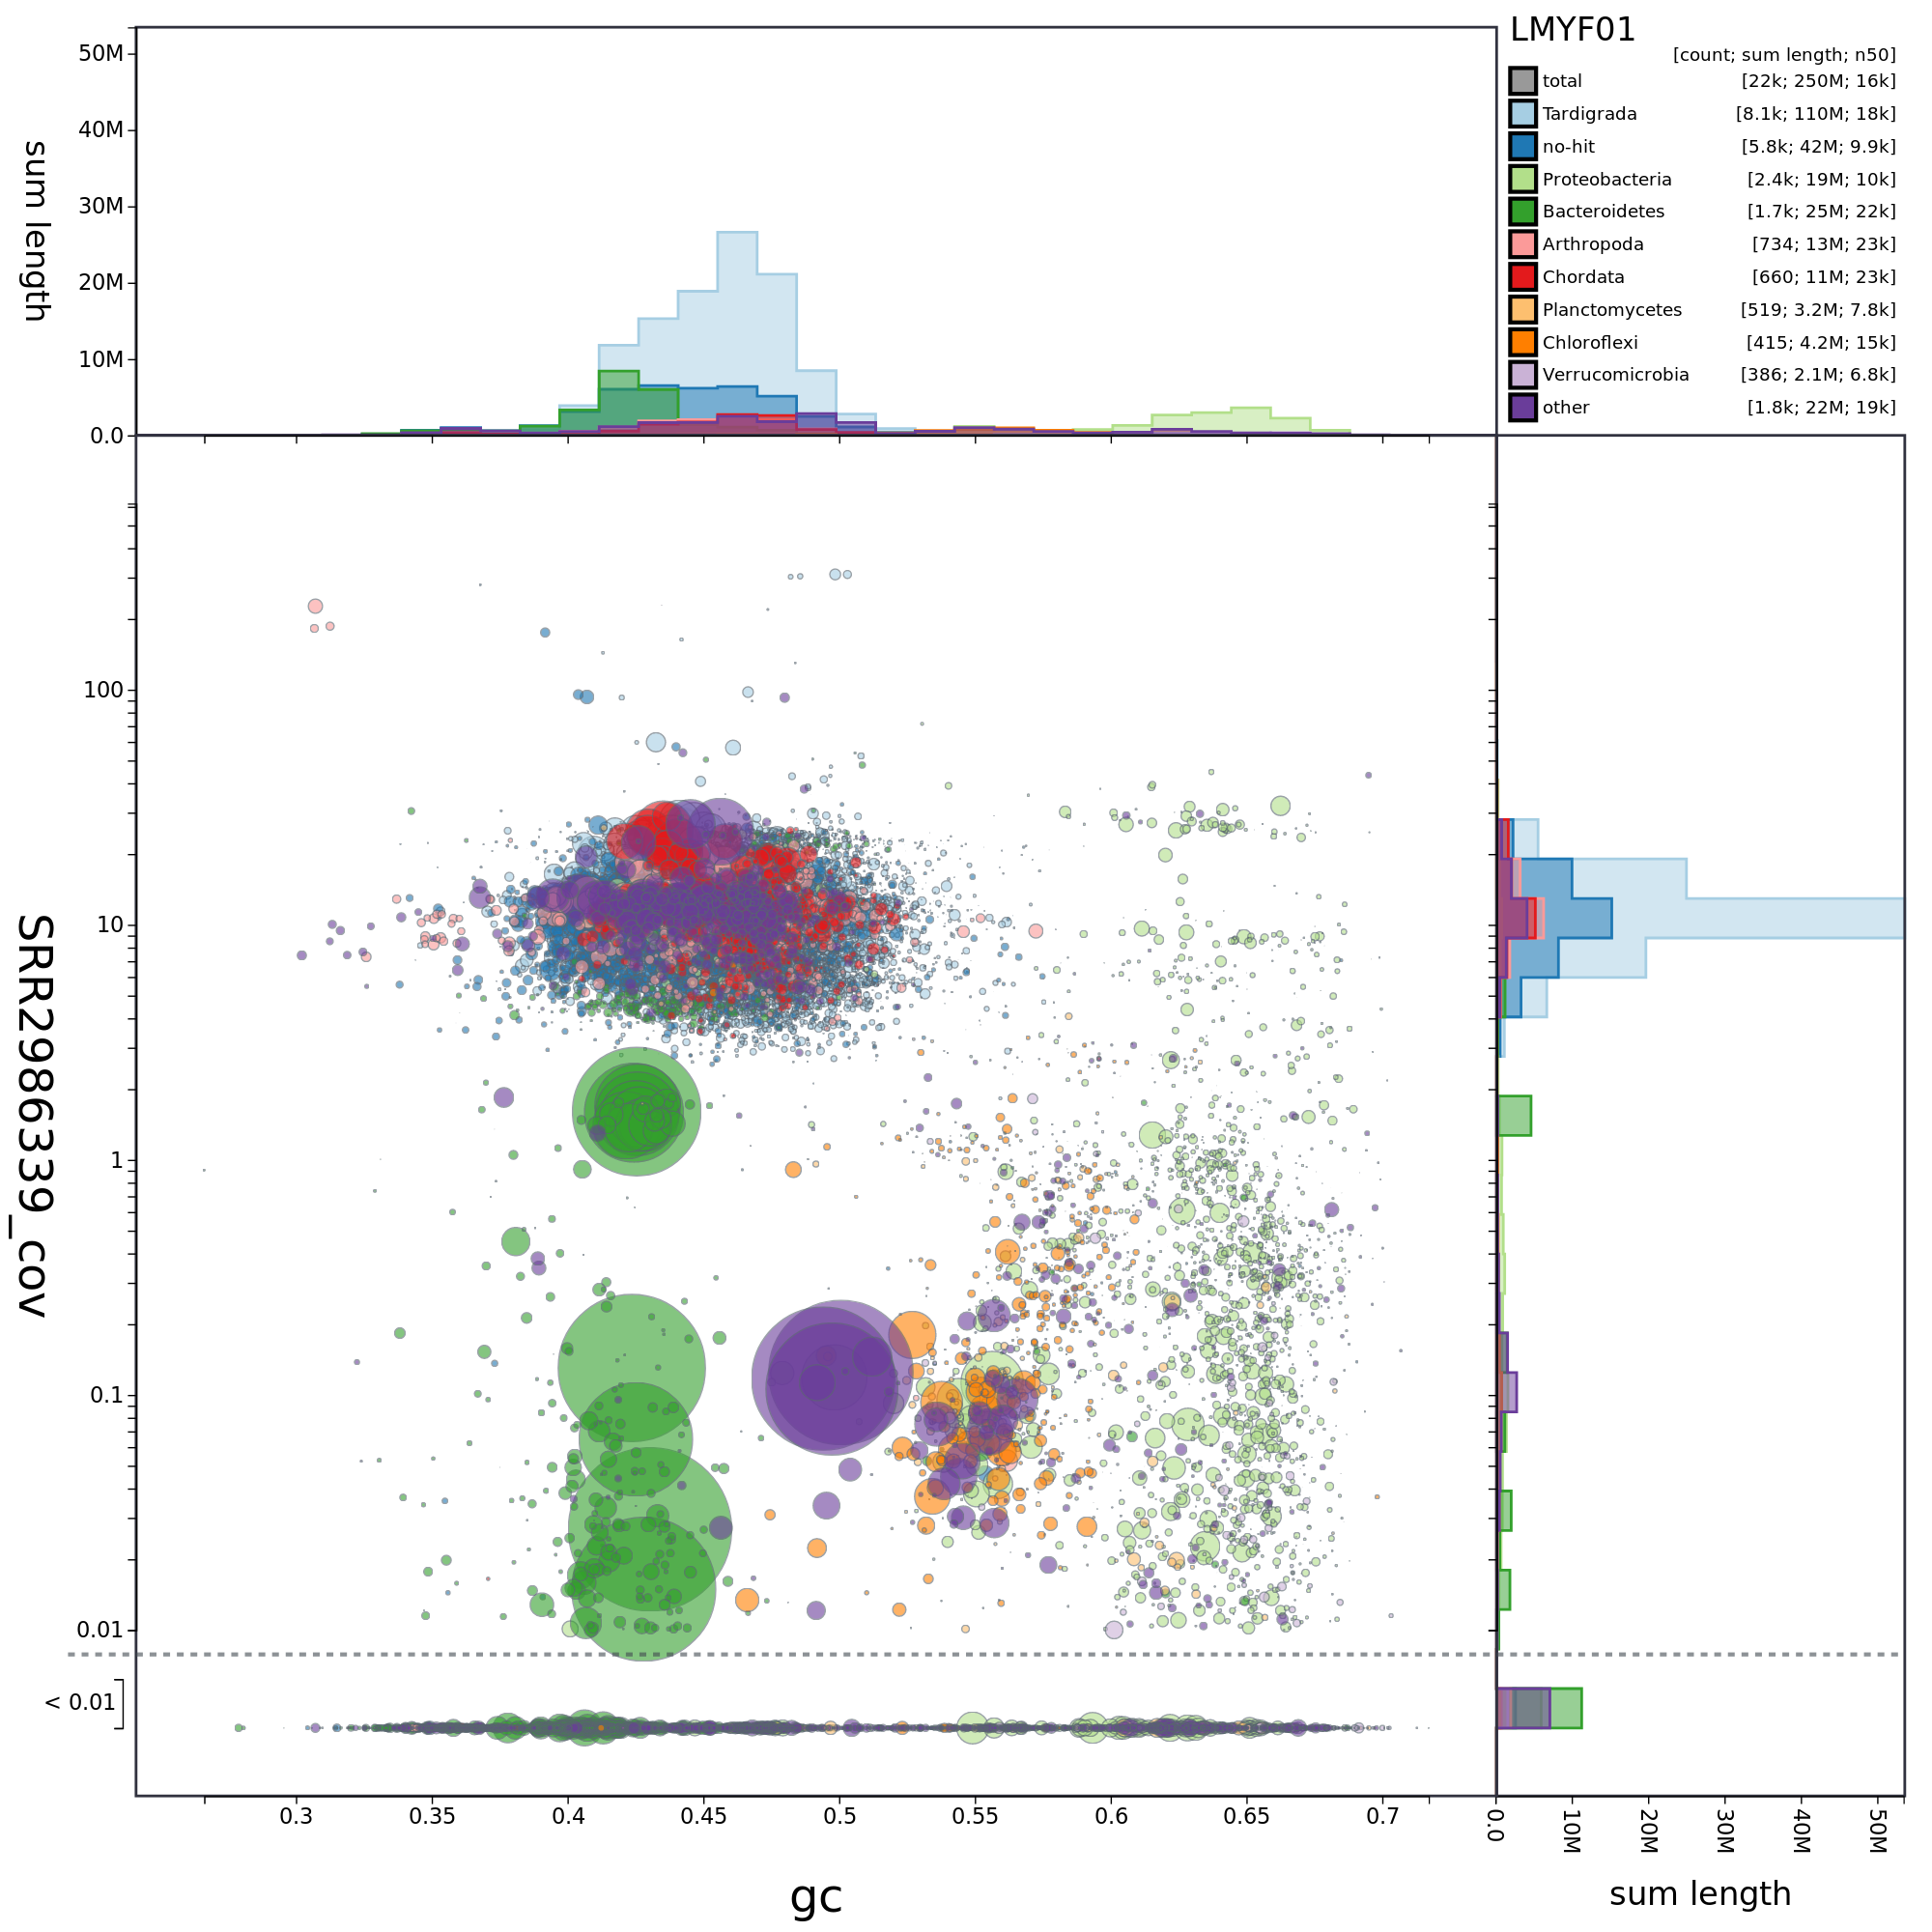 LMYF01
[count; sum length; n50]
total [22k; 250M; 16k]
Tardigrada [8.1k; 110M; 18k]
no-hit [5.8k; 42M; 9.9k]
Proteobacteria [2.4k; 19M; 10k]
Bacteroidetes [1.7k; 25M; 22k]
Arthropoda [734; 13M; 23k]
Chordata [660; 11M; 23k]
Planctomycetes [519; 3.2M; 7.8k]
Chloroflexi [415; 4.2M; 15k]
Verrucomicrobia [386; 2.1M; 6.8k]
other [1.8k; 22M; 19k]
sum length
50M
40M
30M
20M
10M
0.0
SRR2986339_cov
100
10
1
0.1
0.01
< 0.01
0.3 0.35 0.4 0.45 0.5 0.55 0.6 0.65 0.7
gc
0.0 10M 20M 30M 40M 50M
sum length